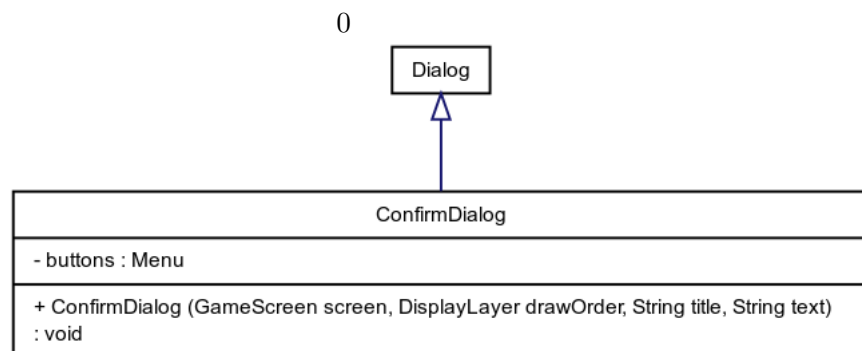 0
Dialog
ConfirmDialog
- buttons : Menu
+ ConfirmDialog (GameScreen screen, DisplayLayer drawOrder, String title, String text)
: void